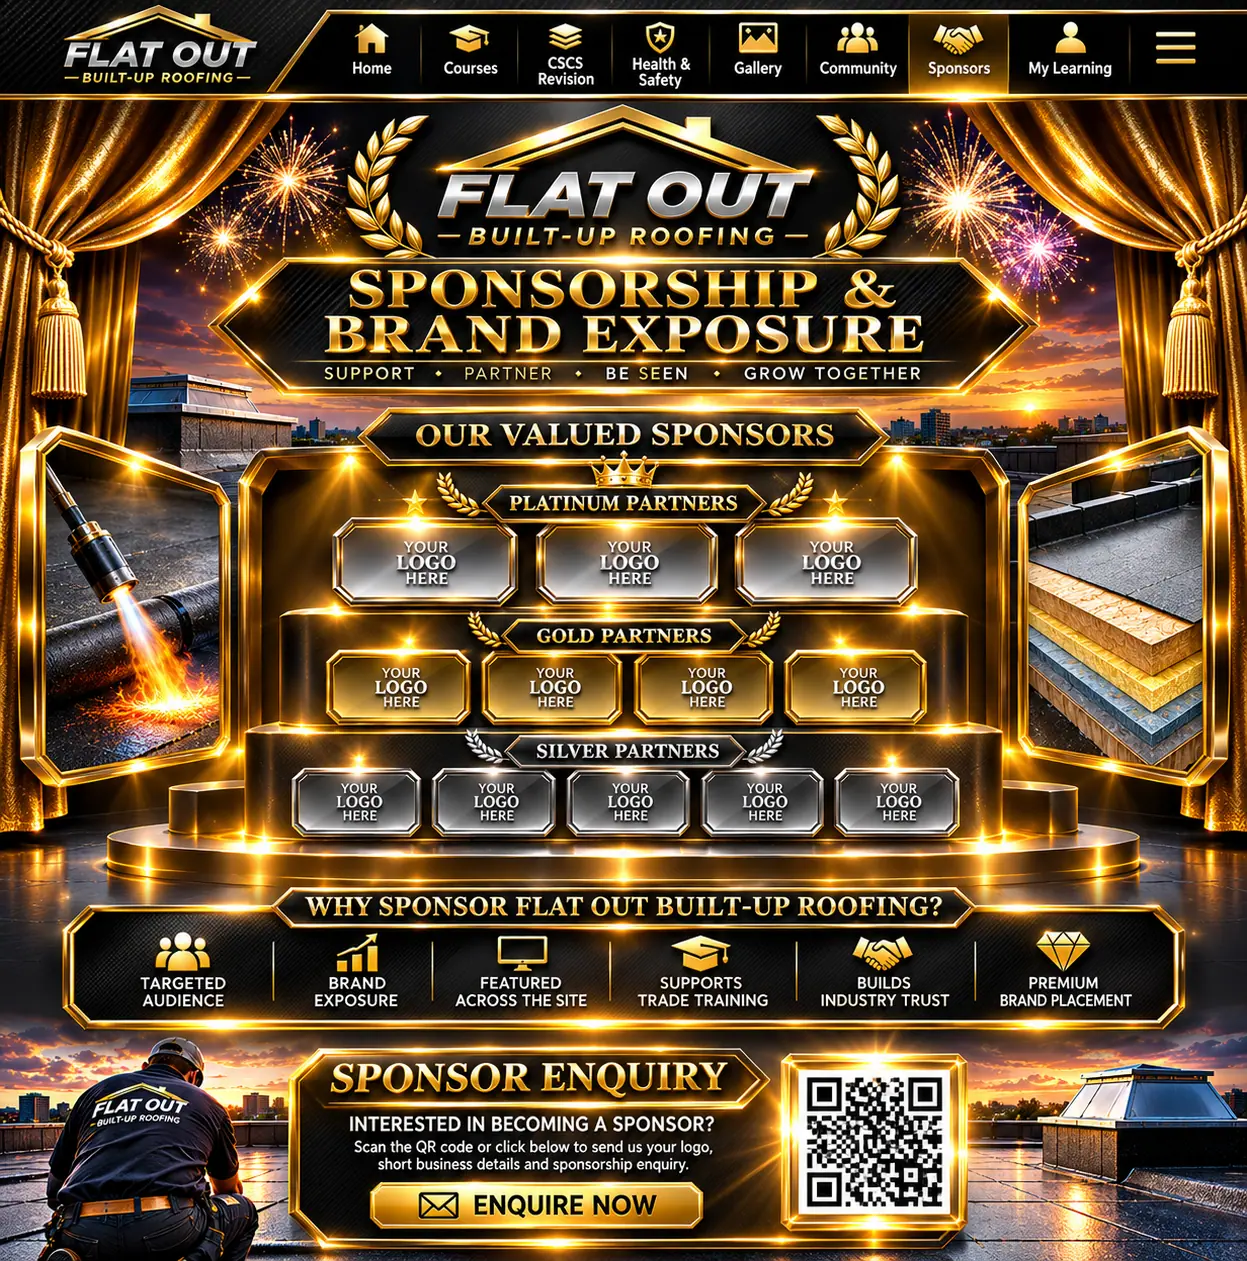 FLAT OUT
BUILT-UP ROOFING
Home
Courses
CSCS
Revision
Health &
Safety
Gallery
Community
Sponsors
My Learning
FLAT OUT
BUILT-UP ROOFING
SPONSORSHIP &
BRAND EXPOSURE
SUPPORT • PARTNER • BE SEEN • GROW TOGETHER
OUR VALUED SPONSORS
PLATINUM PARTNERS
YOUR
LOGO
HERE
YOUR
LOGO
HERE
YOUR
LOGO
HERE
GOLD PARTNERS
YOUR
LOGO
HERE
YOUR
LOGO
HERE
YOUR
LOGO
HERE
YOUR
LOGO
HERE
SILVER PARTNERS
YOUR
LOGO
HERE
YOUR
LOGO
HERE
YOUR
LOGO
HERE
YOUR
LOGO
HERE
YOUR
LOGO
HERE
WHY SPONSOR FLAT OUT BUILT-UP ROOFING?
TARGETED
AUDIENCE
BRAND
EXPOSURE
FEATURED
ACROSS THE SITE
SUPPORTS
TRADE TRAINING
BUILDS
INDUSTRY TRUST
PREMIUM
BRAND PLACEMENT
FLAT OUT
BUILT-UP ROOFING
SPONSOR ENQUIRY
INTERESTED IN BECOMING A SPONSOR?
Scan the QR code or click below to send us your logo,
short business details and sponsorship enquiry.
ENQUIRE NOW